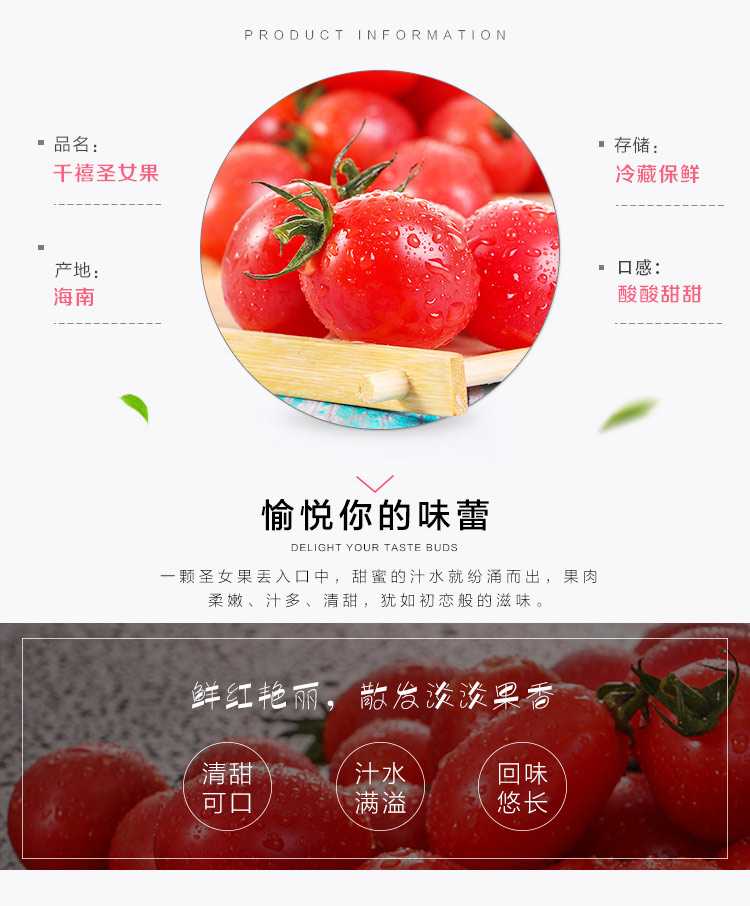 PRODUCT INFORMATION
品名：
千禧圣女果
存储：
冷藏保鲜
产地：
海南
口感：
酸酸甜甜
愉悦你的味蕾
DELIGHT YOUR TASTE BUDS
一颗圣女果丢入口中，甜蜜的汁水就纷涌而出，果肉
柔嫩、汁多、清甜，犹如初恋般的滋味。
鲜红艳丽，散发淡淡果香
清甜
可口
汁水
满溢
回味
悠长